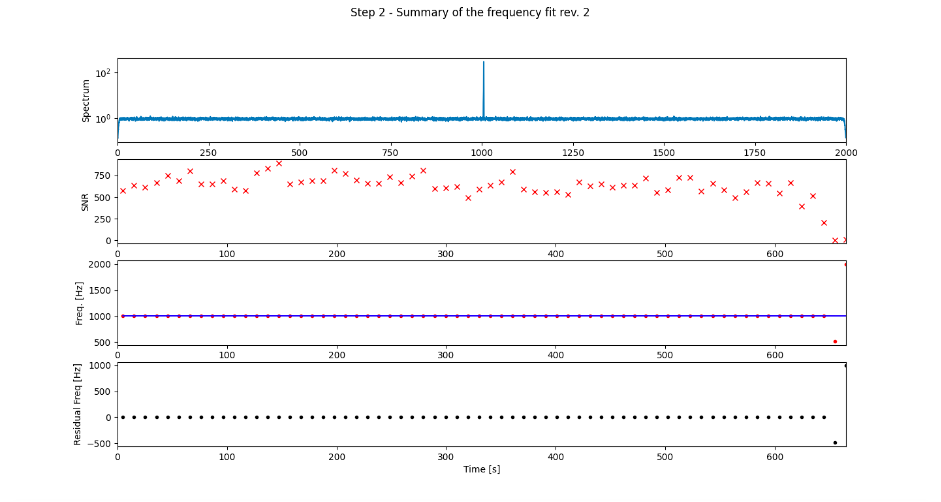 Step 2 - Summary of the frequency fit rev. 2
Spectrum
10²
10⁰
0 250 500 750 1000 1250 1500 1750 2000
SNR
750
500
250
0
0 100 200 300 400 500 600
Freq. [Hz]
2000
1500
1000
500
0 100 200 300 400 500 600
Residual Freq [Hz]
1000
500
0
−500
0 100 200 300 400 500 600
Time [s]